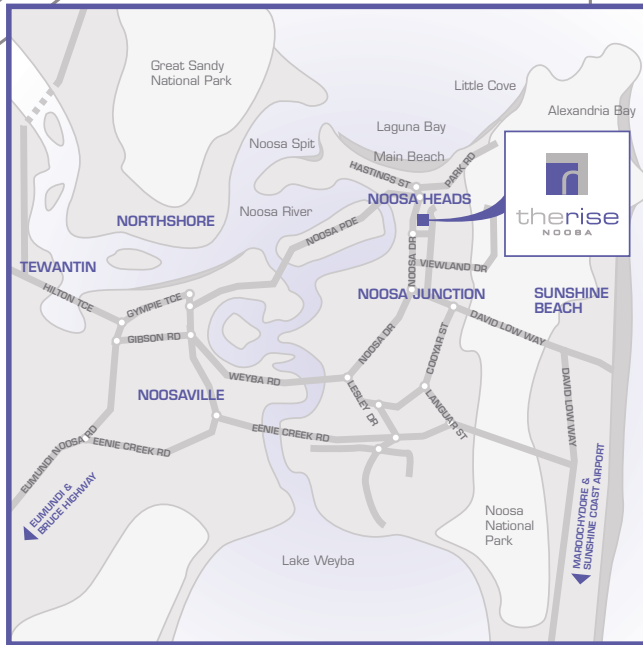 Great Sandy
National Park
Little Cove
Alexandria Bay
Laguna Bay
Noosa Spit
Main Beach
HASTINGS ST
PARK RD
NOOSA HEADS
therise
NOOBA
Noosa River
NORTHSHORE
NOOSA PDE
NOOSA DR
VIEWLAND DR
TEWANTIN
HILTON TCE
GYMPIE TCE
NOOSA JUNCTION
SUNSHINE
BEACH
DAVID LOW WAY
GIBSON RD
NOOSA DR
COOYAR ST
WEYBA RD
LESLEY DR
LANGUAR ST
DAVID LOW WAY
NOOSAVILLE
EENIE CREEK RD
EENIE CREEK RD
EUMUNDI NOOSA RD
EUMUNDI &
BRUCE HIGHWAY
Noosa
National
Park
MAROOCHYDORE &
SUNSHINE COAST AIRPORT
Lake Weyba